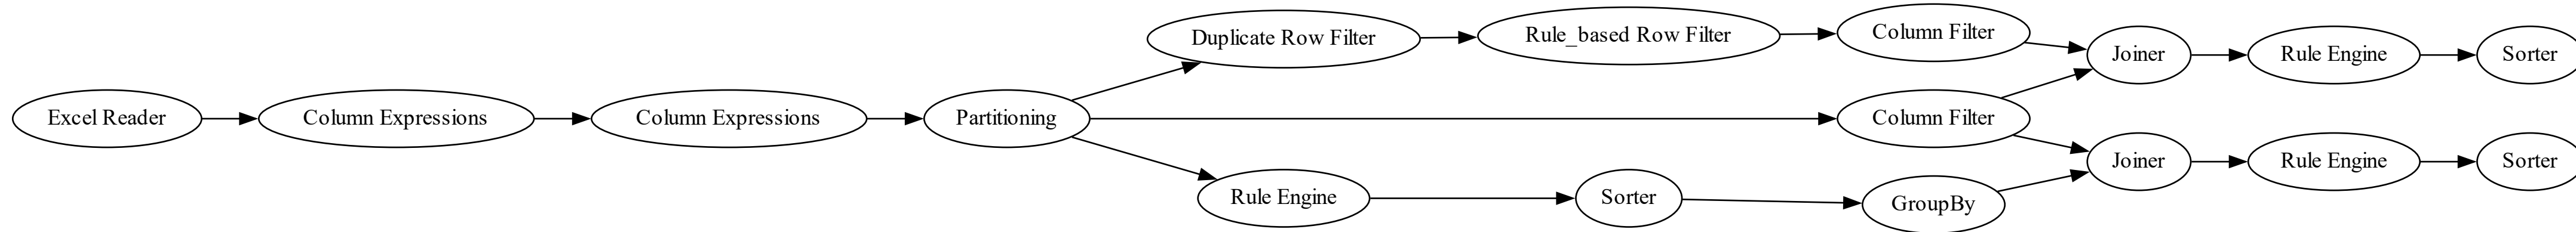 Excel Reader
Column Expressions
Column Expressions
Partitioning
Duplicate Row Filter
Rule_based Row Filter
Column Filter
Joiner
Rule Engine
Sorter
Column Filter
Rule Engine
Sorter
GroupBy
Joiner
Rule Engine
Sorter